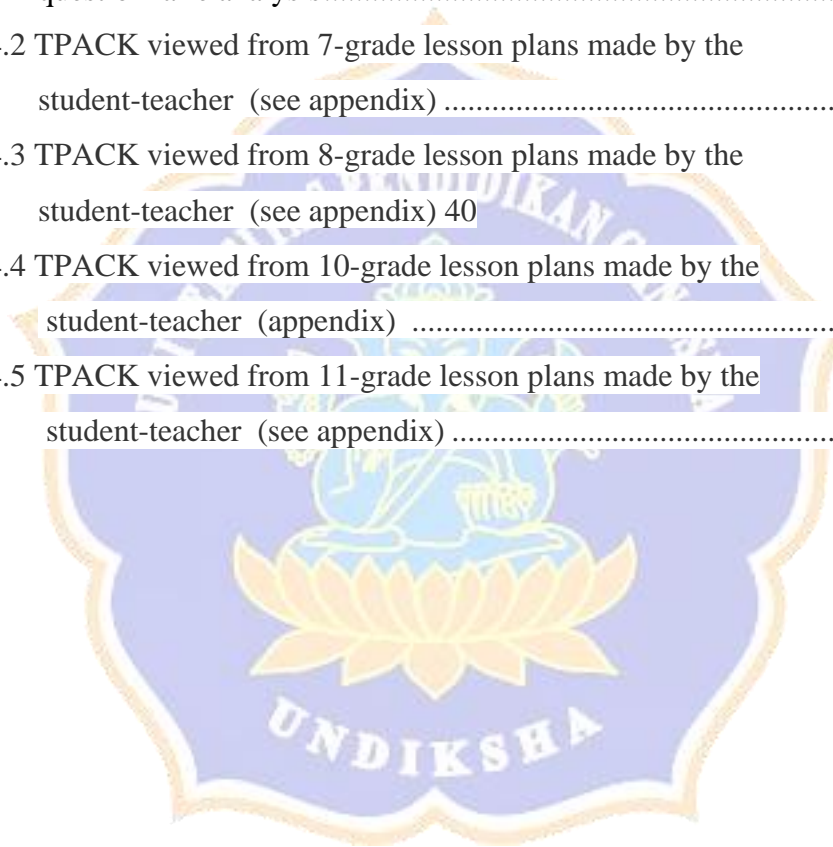 .2 TPACK viewed from 7-grade lesson plans made by the
student-teacher (see appendix) ....................................................
.3 TPACK viewed from 8-grade lesson plans made by the
student-teacher (see appendix) 40
.4 TPACK viewed from 10-grade lesson plans made by the
student-teacher (appendix) ........................................................
.5 TPACK viewed from 11-grade lesson plans made by the
student-teacher (see appendix) ...................................................
PENDIDIKAN
UNDIKSHA